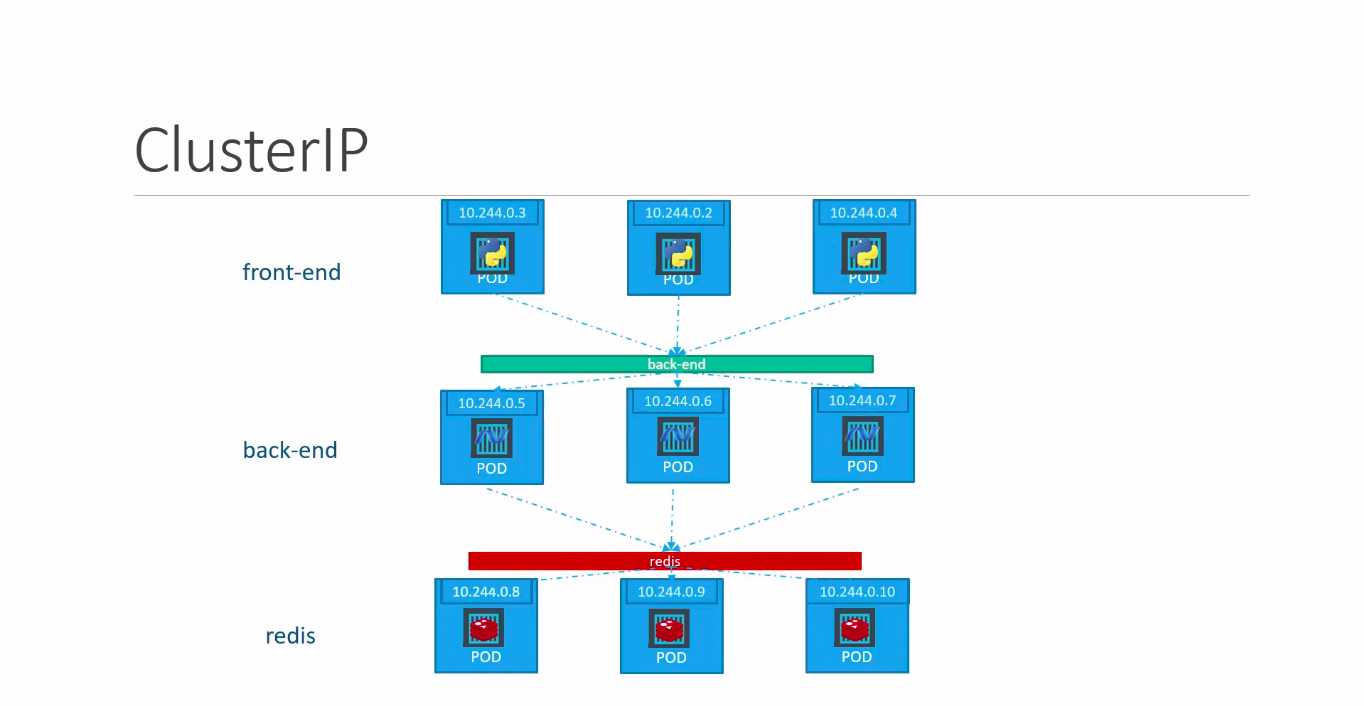 ClusterIP
10.244.0.3
10.244.0.2
10.244.0.4
front-end
POD
POD
POD
back-end
10.244.0.5
10.244.0.6
10.244.0.7
back-end
POD
POD
POD
redis
10.244.0.8
10.244.0.9
10.244.0.10
redis
POD
POD
POD